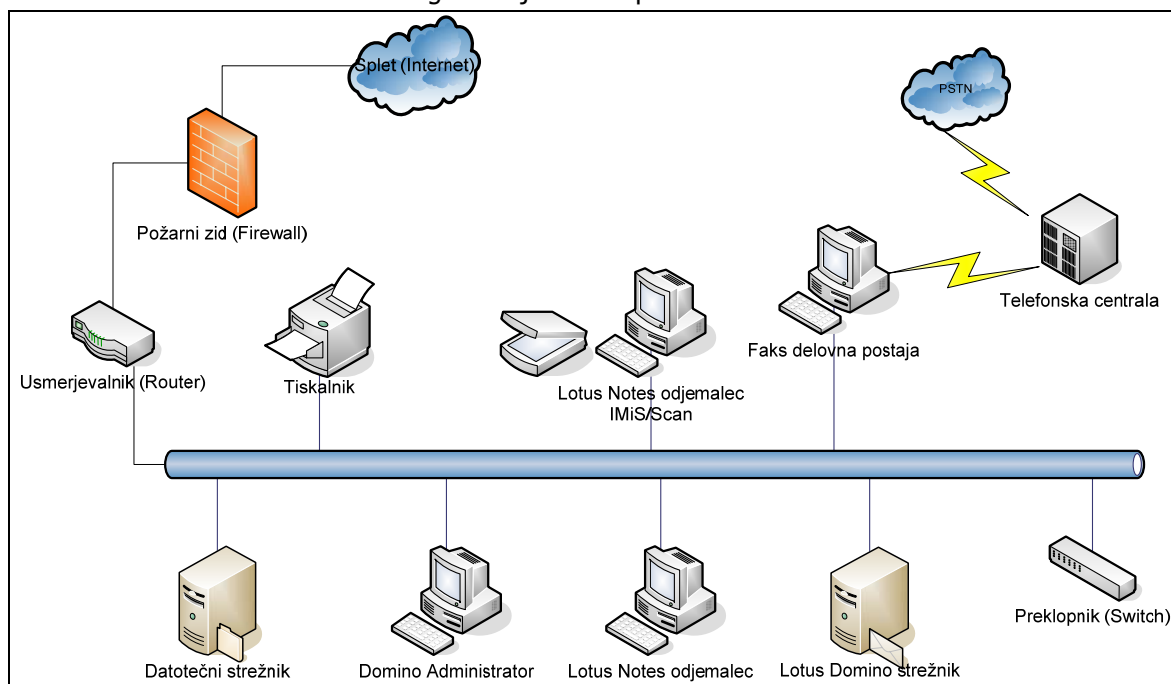 Splet (Internet)
PSTN
Požarni zid (Firewall)
Telefonska centrala
Faks delovna postaja
Usmerjevalnik (Router)
Tiskalnik
Lotus Notes odjemalec
IMiS/Scan
Preklopnik (Switch)
Datotečni strežnik
Domino Administrator
Lotus Notes odjemalec
Lotus Domino strežnik